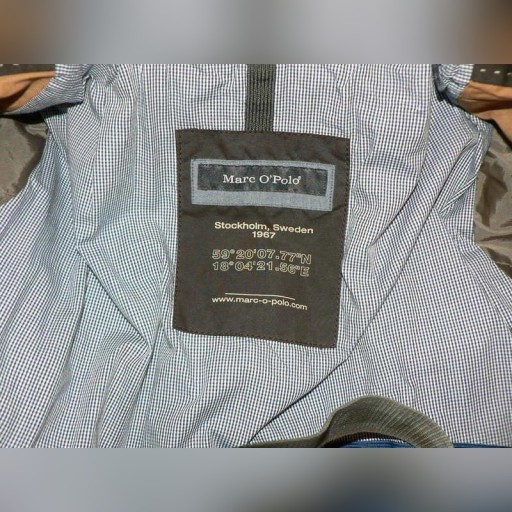 Marc O'Polo®
Stockholm, Sweden
1967
59°20'07.77"N
18°04'21.56"E
www.marc-o-polo.com